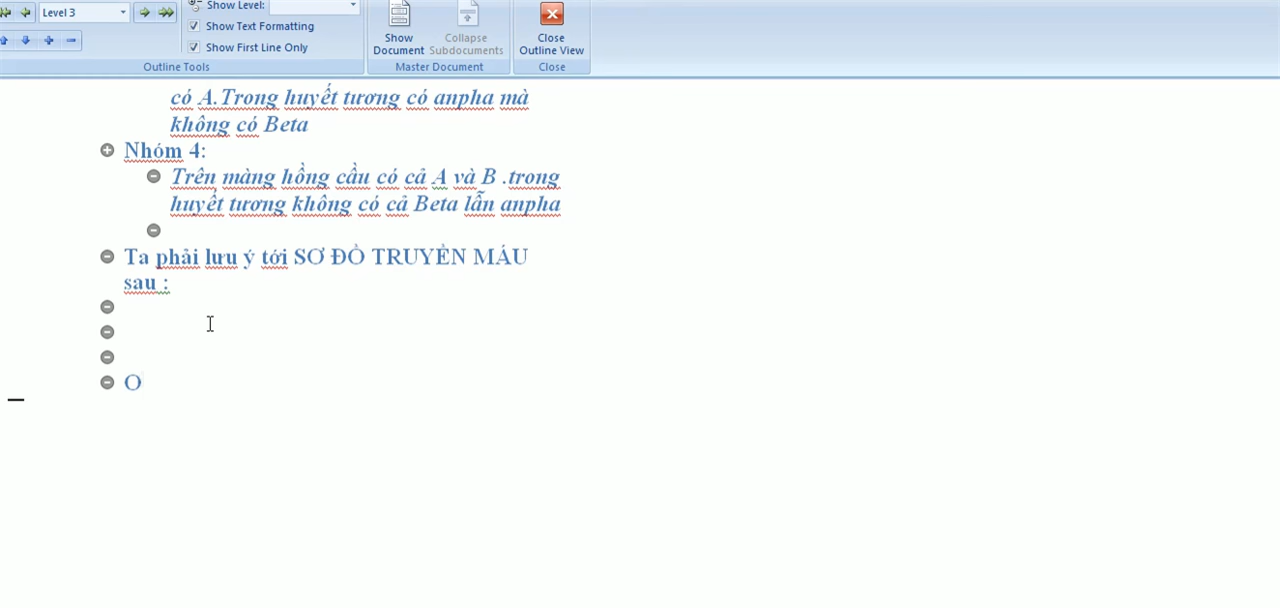 Level 3
Show Level:
Show Text Formatting
Show First Line Only
Outline Tools
Show Document
Collapse Subdocuments
Master Document
Close Outline View
Close
có A.Trong huyết tương có anpha mà
không có Beta
Nhóm 4:
Trên màng hồng cầu có cả A và B .trong
huyết tương không có cả Beta lẫn anpha
Ta phải lưu ý tới SƠ ĐỒ TRUYỀN MÁU
sau :
O